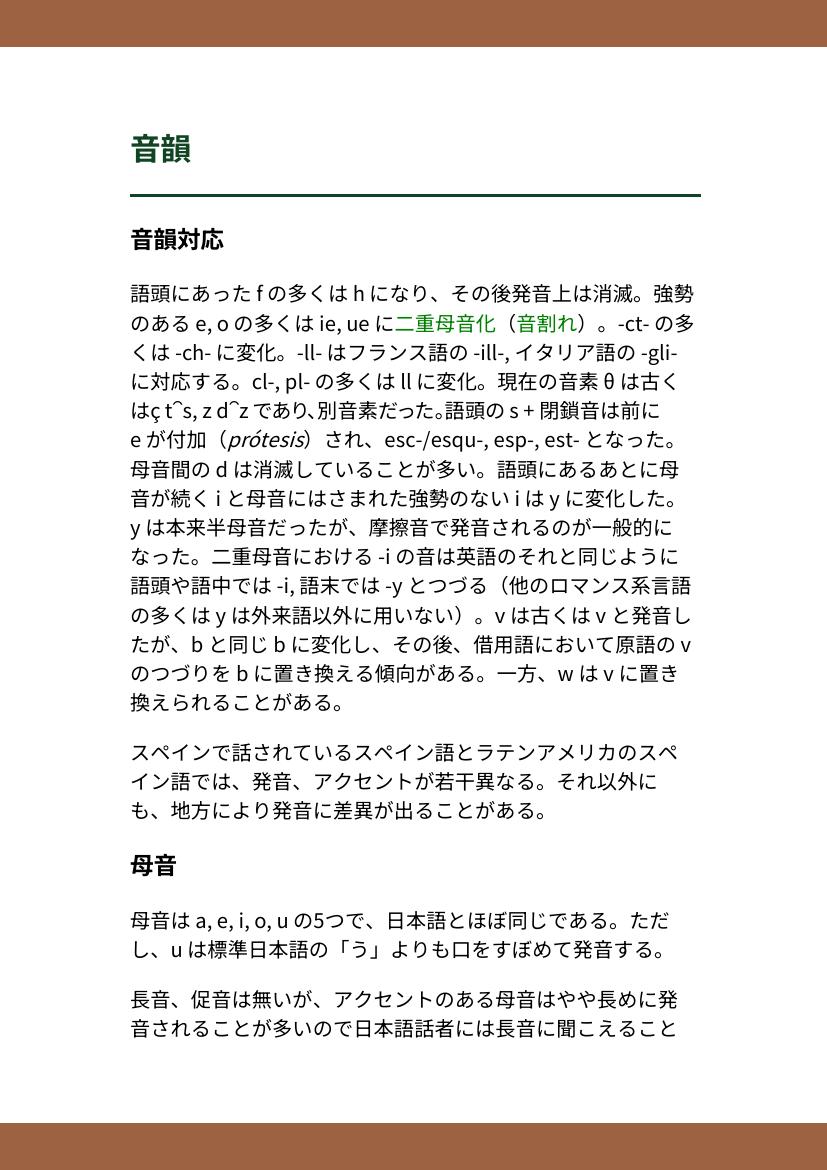 音韻
音韻対応
語頭にあった f の多くは h になり、その後発音上は消滅。強勢
のある e, o の多くは ie, ue に二重母音化（音割れ）。-ct- の多
くは -ch- に変化。-ll- はフランス語の -ill-, イタリア語の -gli-
に対応する。cl-, pl- の多くは ll に変化。現在の音素 θ は古く
はç t͡s, z d͡z であり、別音素だった。語頭の s + 閉鎖音は前に
e が付加（prótesis）され、esc-/esqu-, esp-, est- となった。
母音間の d は消滅していることが多い。語頭にあるあとに母
音が続く i と母音にはさまれた強勢のない i は y に変化した。
y は本来半母音だったが、摩擦音で発音されるのが一般的に
なった。二重母音における -i の音は英語のそれと同じように
語頭や語中では -i, 語末では -y とつづる（他のロマンス系言語
の多くは y は外来語以外に用いない）。v は古くは v と発音し
たが、b と同じ b に変化し、その後、借用語において原語の v
のつづりを b に置き換える傾向がある。一方、w は v に置き
換えられることがある。
スペインで話されているスペイン語とラテンアメリカのスペ
イン語では、発音、アクセントが若干異なる。それ以外に
も、地方により発音に差異が出ることがある。
母音
母音は a, e, i, o, u の5つで、日本語とほぼ同じである。ただ
し、u は標準日本語の「う」よりも口をすぼめて発音する。
長音、促音は無いが、アクセントのある母音はやや長めに発
音されることが多いので日本語話者には長音に聞こえること